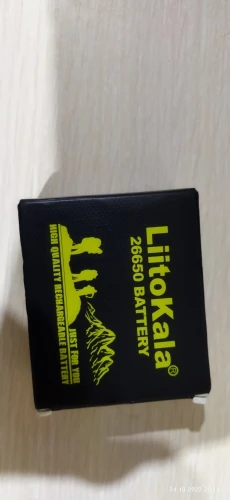 LiitoKala®
26650 BATTERY
JUST FOR YOU
HIGH QUALITY RECHARGEABLE BATTERY